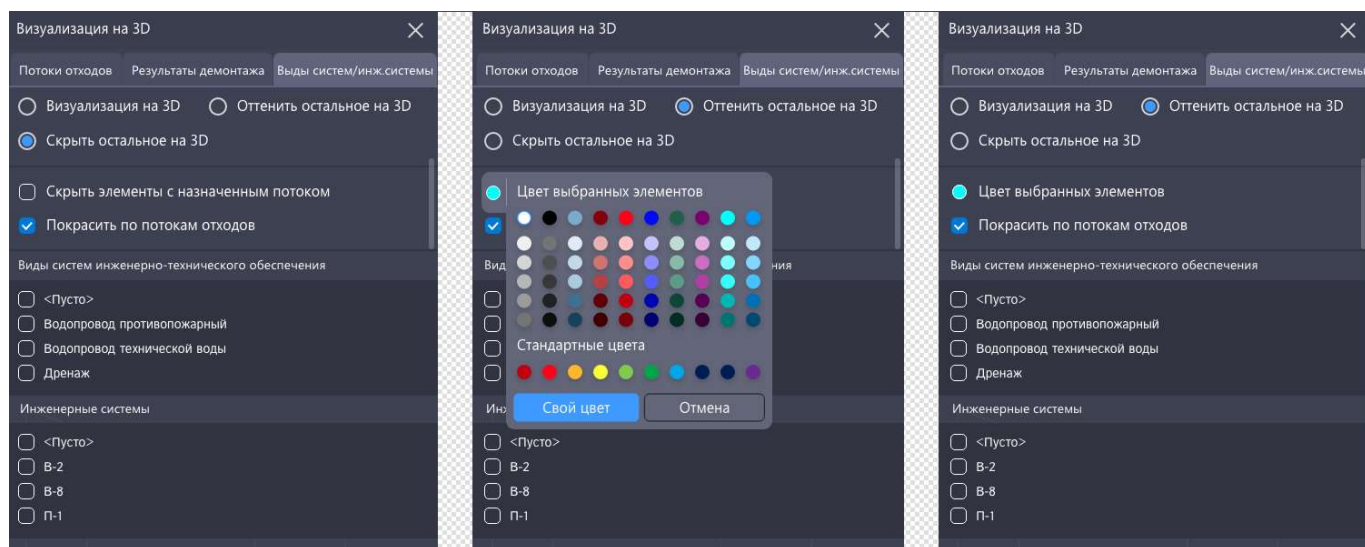 Визуализация на 3D
Потоки отходов Результаты демонтажа Выды систем/инж.системы
Визуализация на 3D Оттенить остальное на 3D
Скрыть остальное на 3D
Скрыть элементы с назначенным потоком
Покрасить по потокам отходов
Виды систем инженерно-технического обеспечения
<Пусто>
Водопровод противопожарный
Водопровод технической воды
Дренаж
Инженерные системы
<Пусто>
В-2
В-8
П-1
Визуализация на 3D
Потоки отходов Результаты демонтажа Выды систем/инж.системы
Визуализация на 3D Оттенить остальное на 3D
Скрыть остальное на 3D
Цвет выбранных элементов
Стандартные цвета
Свой цвет Отмена
<Пусто>
В-2
В-8
П-1
Визуализация на 3D
Потоки отходов Результаты демонтажа Выды систем/инж.системы
Визуализация на 3D Оттенить остальное на 3D
Скрыть остальное на 3D
Цвет выбранных элементов
Покрасить по потокам отходов
Виды систем инженерно-технического обеспечения
<Пусто>
Водопровод противопожарный
Водопровод технической воды
Дренаж
Инженерные системы
<Пусто>
В-2
В-8
П-1